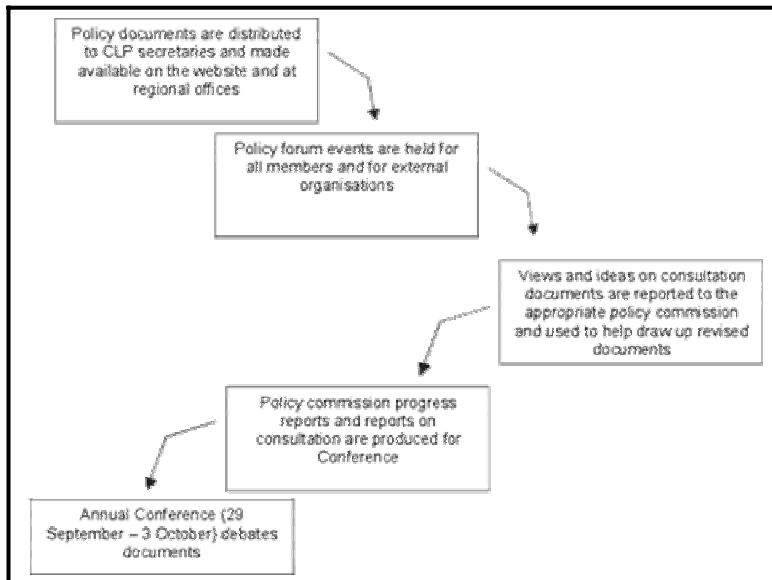 Policy documents are distributed
to CLP secretaries and made
available on the website and at
regional offices
Policy forum events are held for
all members and for external
organisations
Views and ideas on consultation
documents are reported to the
appropriate policy commission
and used to help draw up revised
documents
Policy commission progress
reports and reports on
consultation are produced for
Conference
Annual Conference (29
September – 3 October) debates
documents